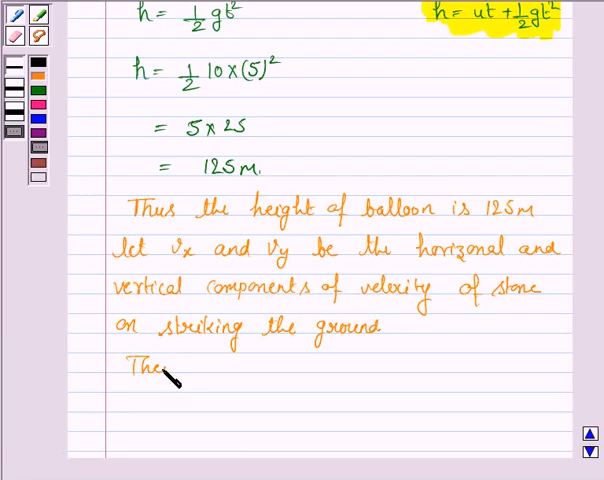 h = 1/2 gt²
h = ut + 1/2 gt²
h = 1/2 10 x (5)²
= 5 x 25
= 125 m.
Thus the height of balloon is 125 m
let vx and vy be the horizonal and
vertical components of veloxity of stone
on striking the ground
The